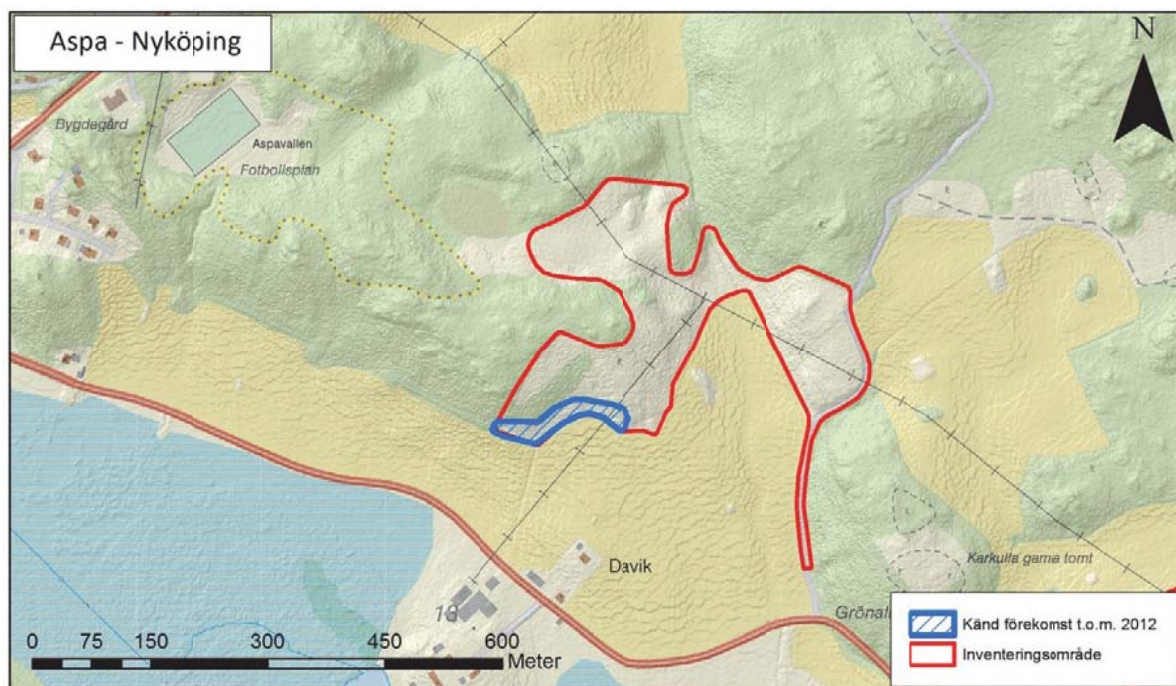 Aspa - Nyköping
N
Bygdegård
Aspavallen
Fotbollsplan
Davik
13
Karkulla gamla tomt
0 75 150 300 450 600
Meter
Känd förekomst t.o.m. 2012
Inventeringsområde